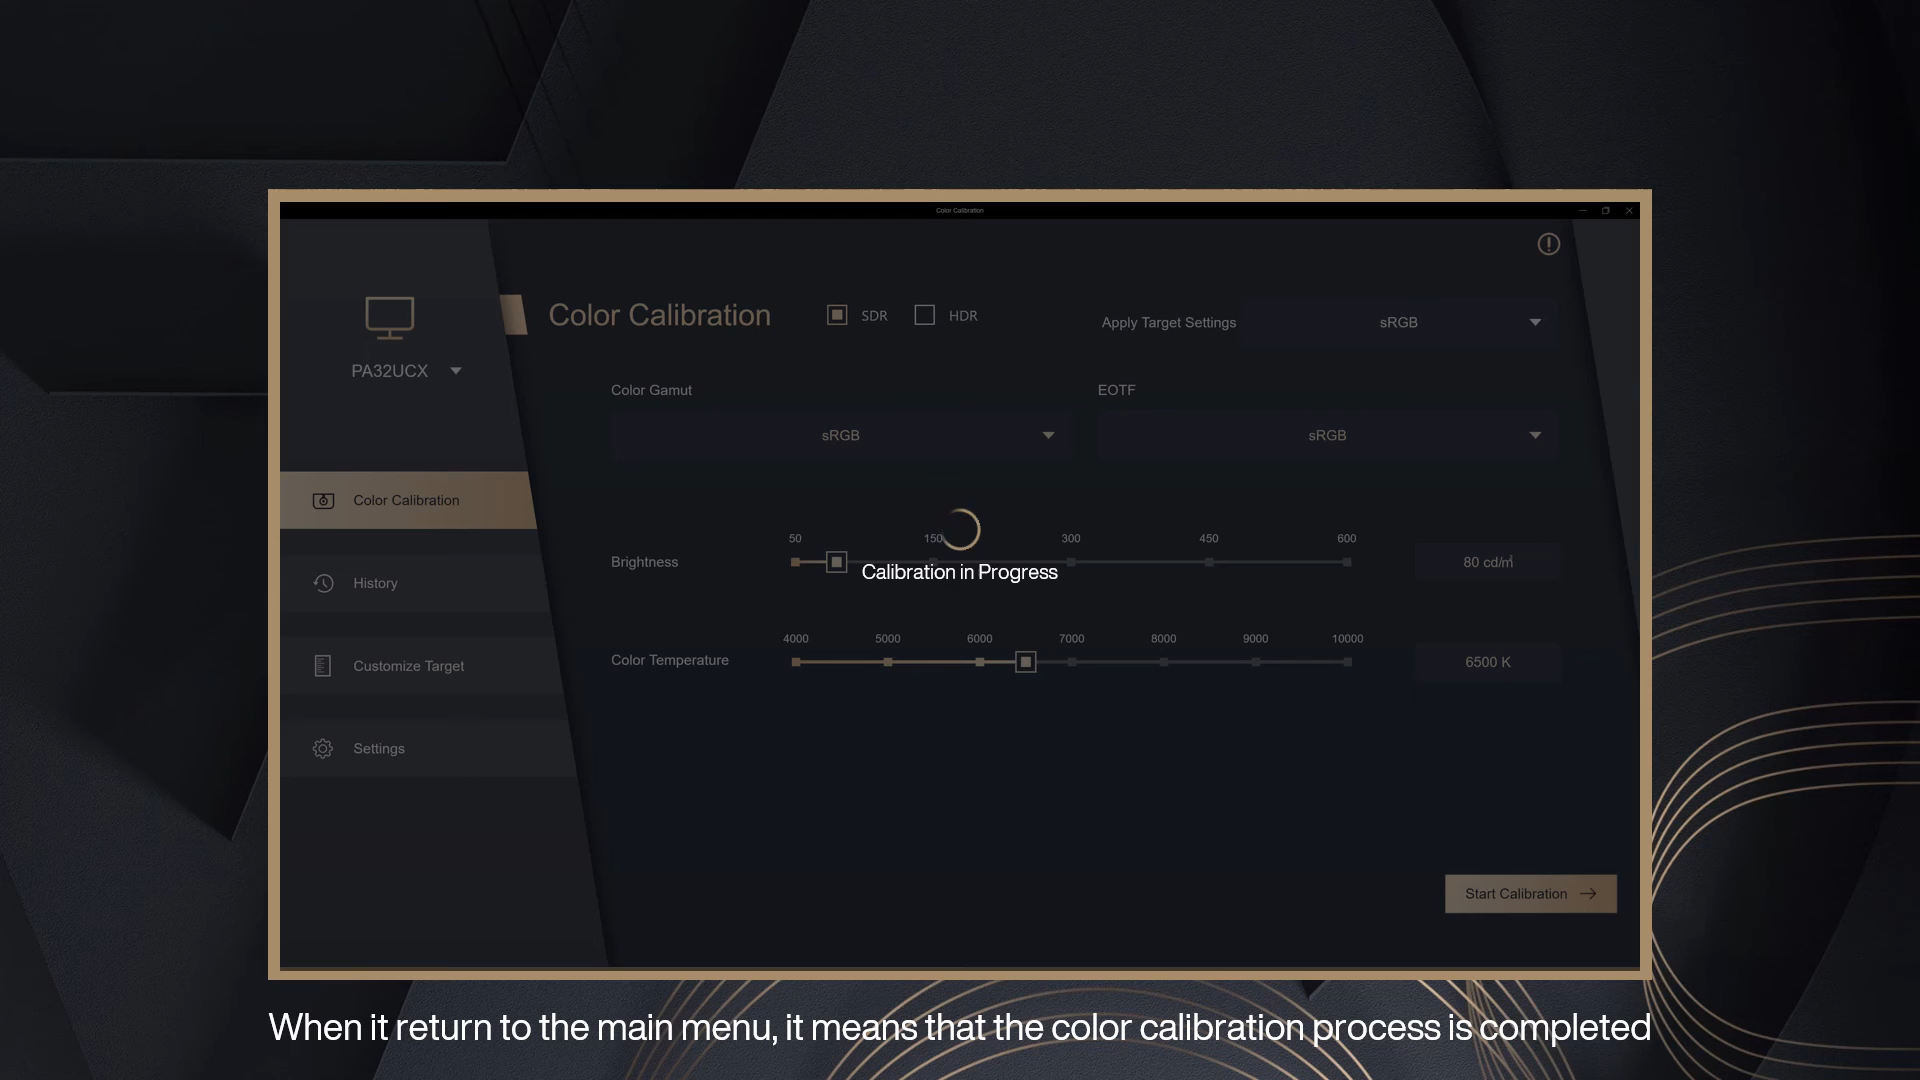 Color Calibration
PA32UCX
Color Calibration
SDR
HDR
Apply Target Settings
sRGB
Color Gamut
EOTF
sRGB
sRGB
Color Calibration
History
Customize Target
Settings
Brightness
50
150
300
450
600
80 cd/㎡
Calibration in Progress
Color Temperature
4000
5000
6000
7000
8000
9000
10000
6500 K
Start Calibration
When it return to the main menu, it means that the color calibration process is completed